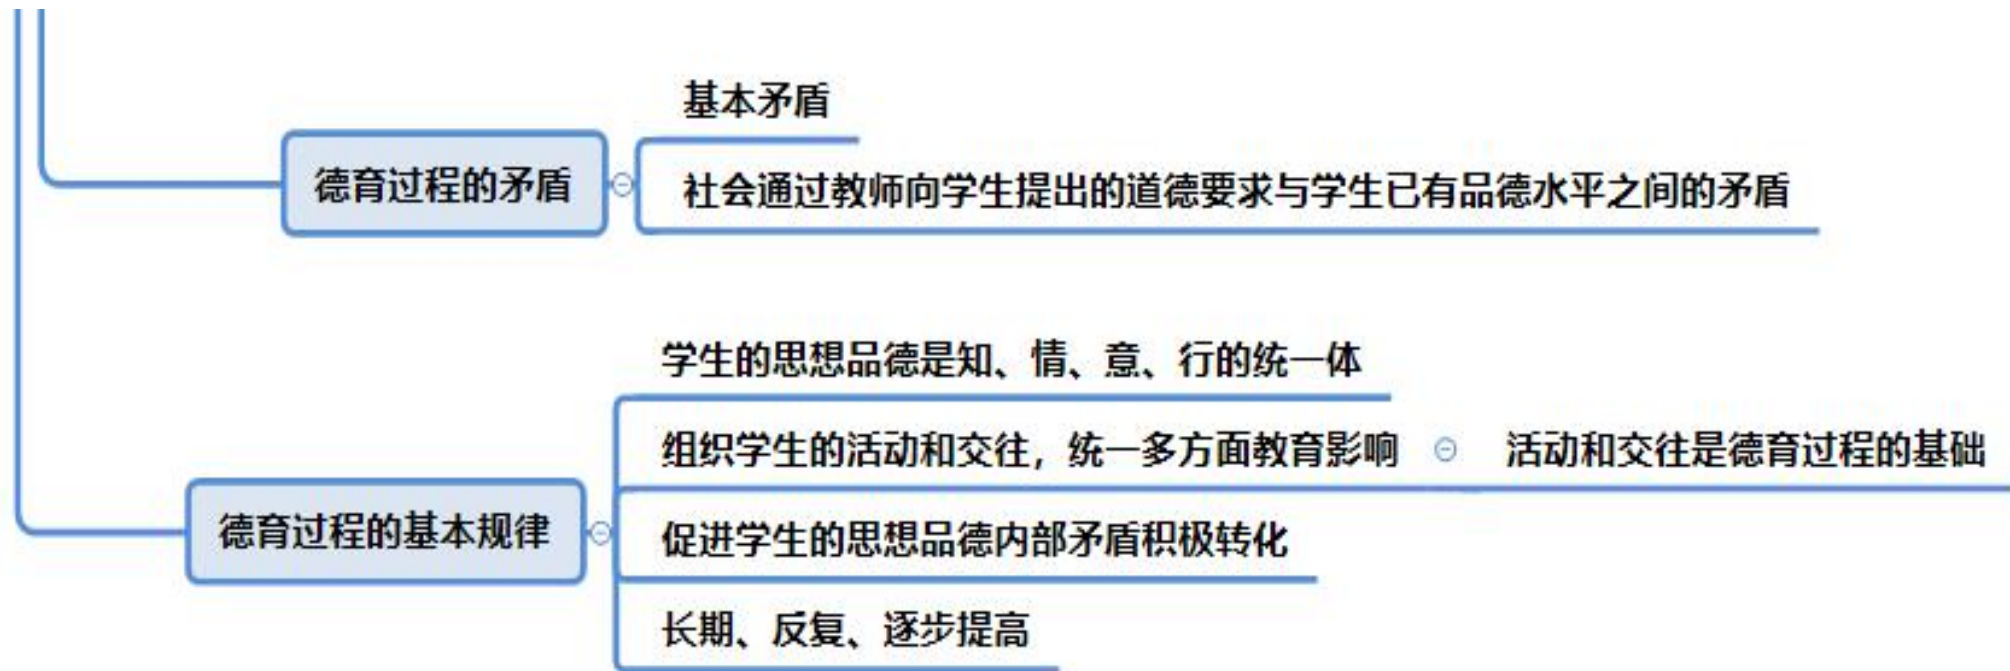 基本矛盾
德育过程的矛盾
社会通过教师向学生提出的道德要求与学生已有品德水平之间的矛盾
学生的思想品德是知、情、意、行的统一体
组织学生的活动和交往，统一多方面教育影响
活动和交往是德育过程的基础
德育过程的基本规律
促进学生的思想品德内部矛盾积极转化
长期、反复、逐步提高